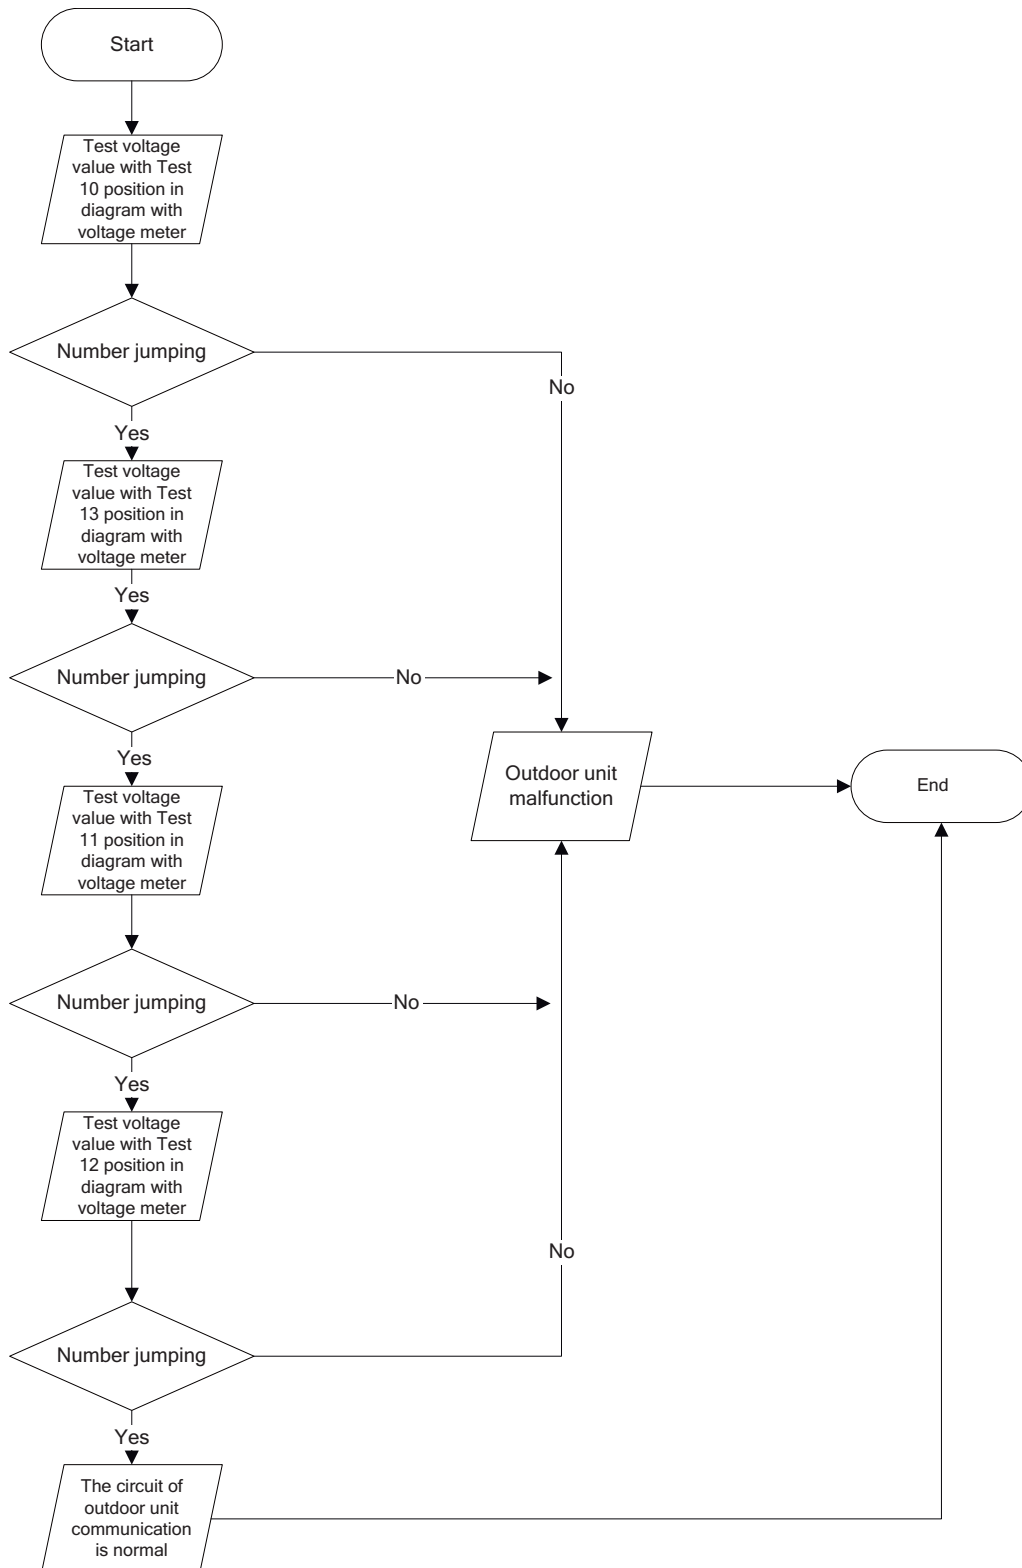 Start
Test voltage
value with Test
10 position in
diagram with
voltage meter
Number jumping
No
Yes
Test voltage
value with Test
13 position in
diagram with
voltage meter
Yes
Number jumping
No
Yes
Outdoor unit
malfunction
End
Test voltage
value with Test
11 position in
diagram with
voltage meter
Number jumping
No
Yes
Test voltage
value with Test
12 position in
diagram with
voltage meter
No
Number jumping
Yes
The circuit of
outdoor unit
communication
is normal